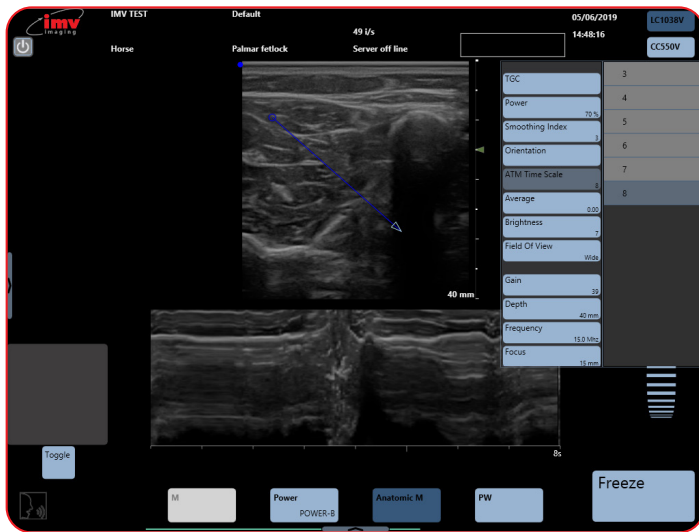 imv
imaging
IMV TEST
Default
05/06/2019
LC1038V
49 i/s
14:48:16
Horse
Palmar fetlock
Server off line
CC550V
TGC
Power
70 %
Smoothing Index
3
Orientation
ATM Time Scale
8
Average
0.00
Brightness
7
Field Of View
Wide
Gain
39
Depth
40 mm
Frequency
15.0 Mhz
Focus
15 mm
3
4
5
6
7
8
40 mm
8s
Toggle
M
Power
POWER-B
Anatomic M
PW
Freeze